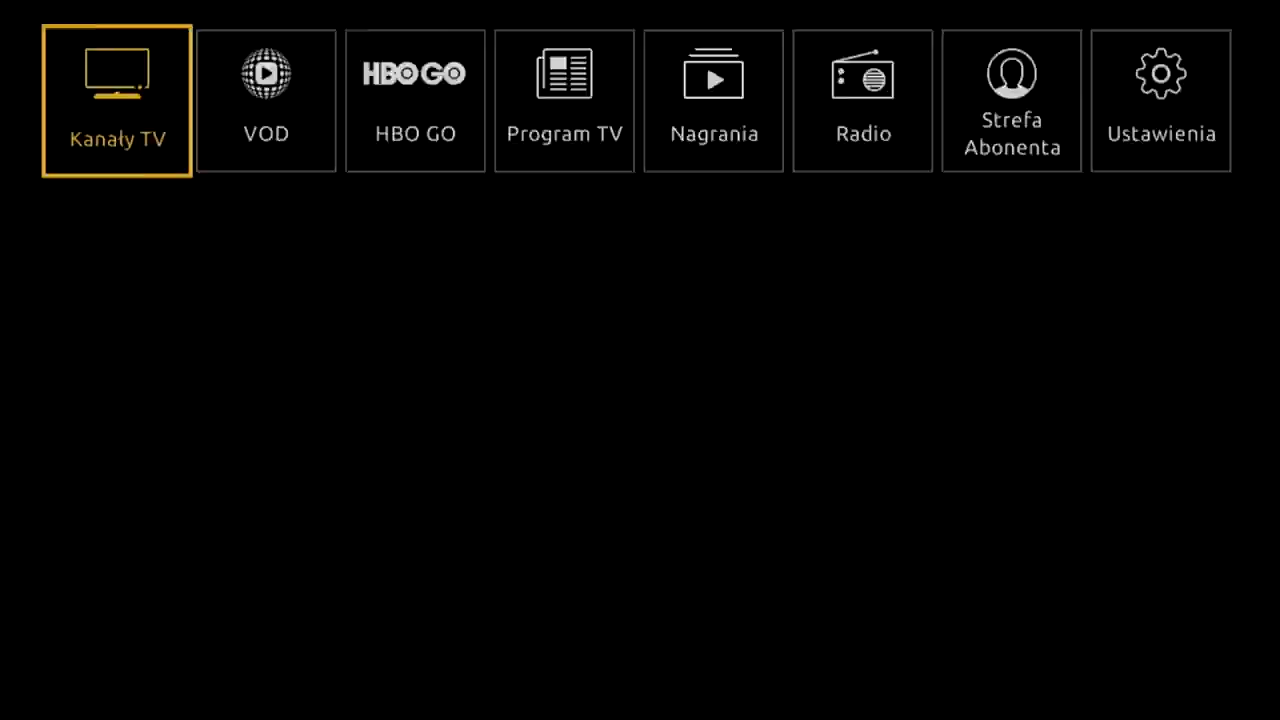 HBO GO
Kanały TV
VOD
HBO GO
Program TV
Nagrania
Radio
Strefa
Abonenta
Ustawienia